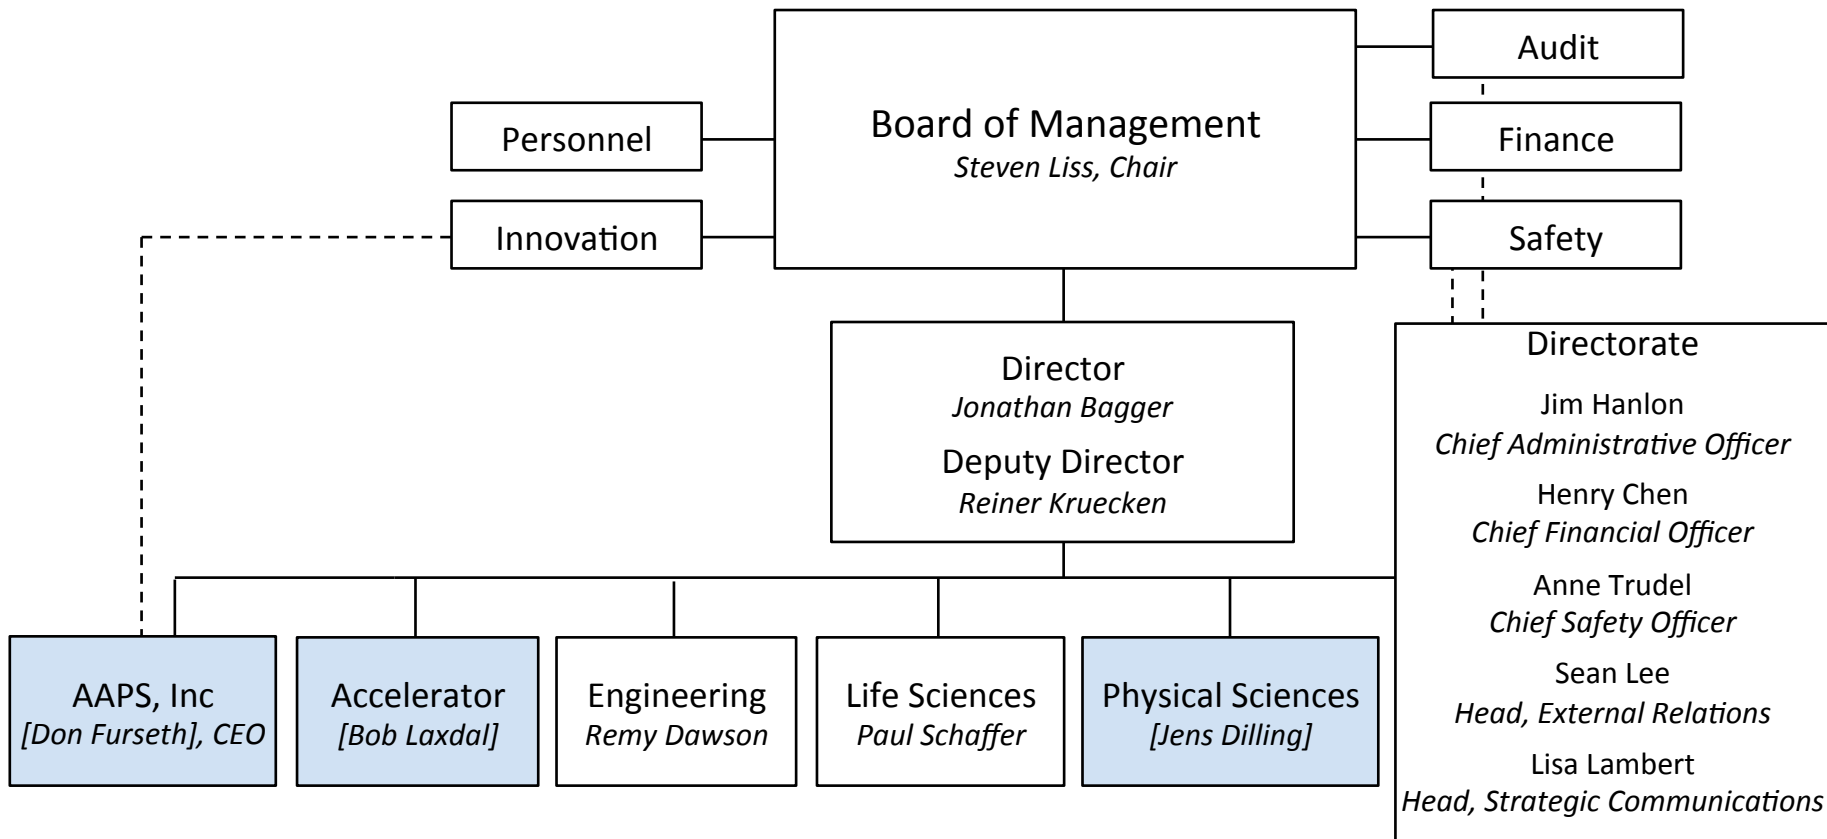 Board of Management
Steven Liss, Chair
Personnel
Innovation
Audit
Finance
Safety
Director
Jonathan Bagger
Deputy Director
Reiner Kruecken
Directorate
Jim Hanlon
Chief Administrative Officer
Henry Chen
Chief Financial Officer
Anne Trudel
Chief Safety Officer
Sean Lee
Head, External Relations
Lisa Lambert
Head, Strategic Communications
AAPS, Inc
[Don Furseth], CEO
Accelerator
[Bob Laxdal]
Engineering
Remy Dawson
Life Sciences
Paul Schaffer
Physical Sciences
[Jens Dilling]